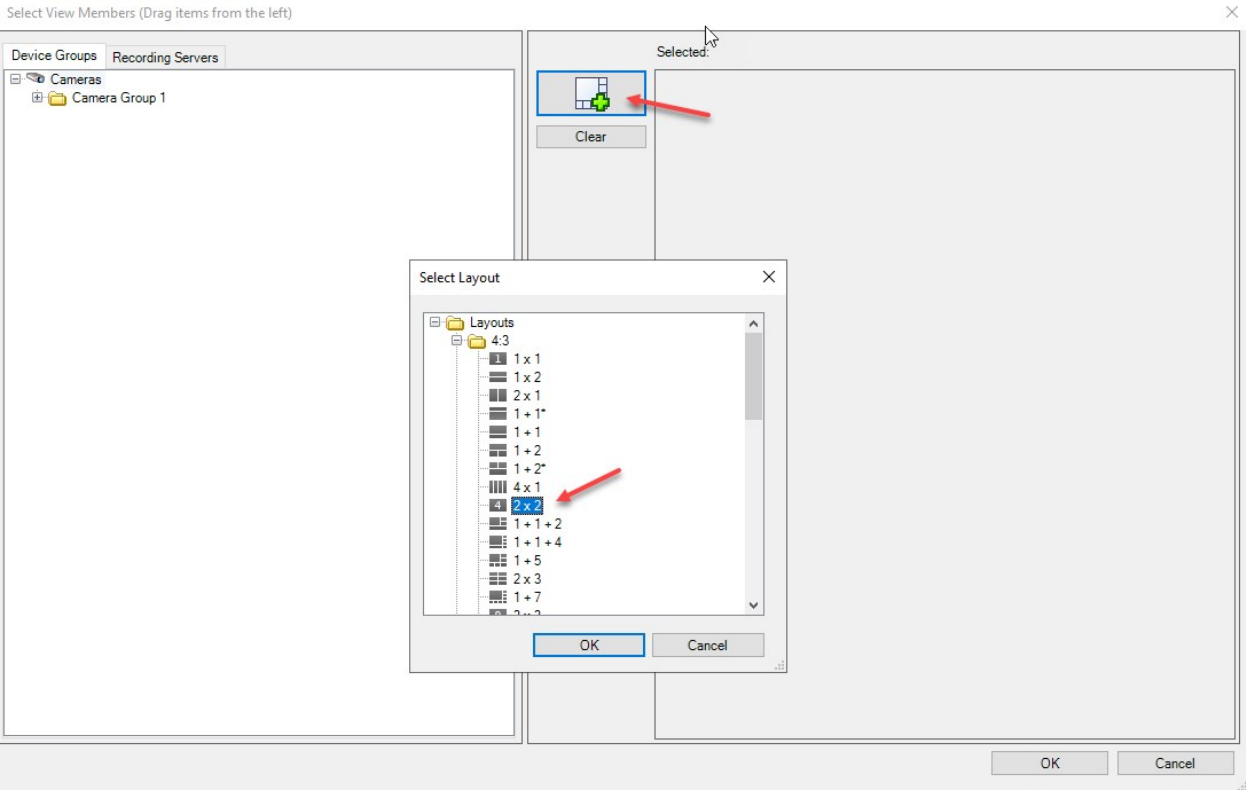 Select View Members (Drag items from the left)
Device Groups
Recording Servers
Selected:
Cameras
Camera Group 1
Clear
Select Layout
Layouts
4:3
1 1 x 1
1 x 2
2 x 1
1 + 1*
1 + 1
1 + 2
1 + 2*
4 x 1
4 2 x 2
1 + 1 + 2
1 + 1 + 4
1 + 5
2 x 3
1 + 7
OK
Cancel
OK
Cancel